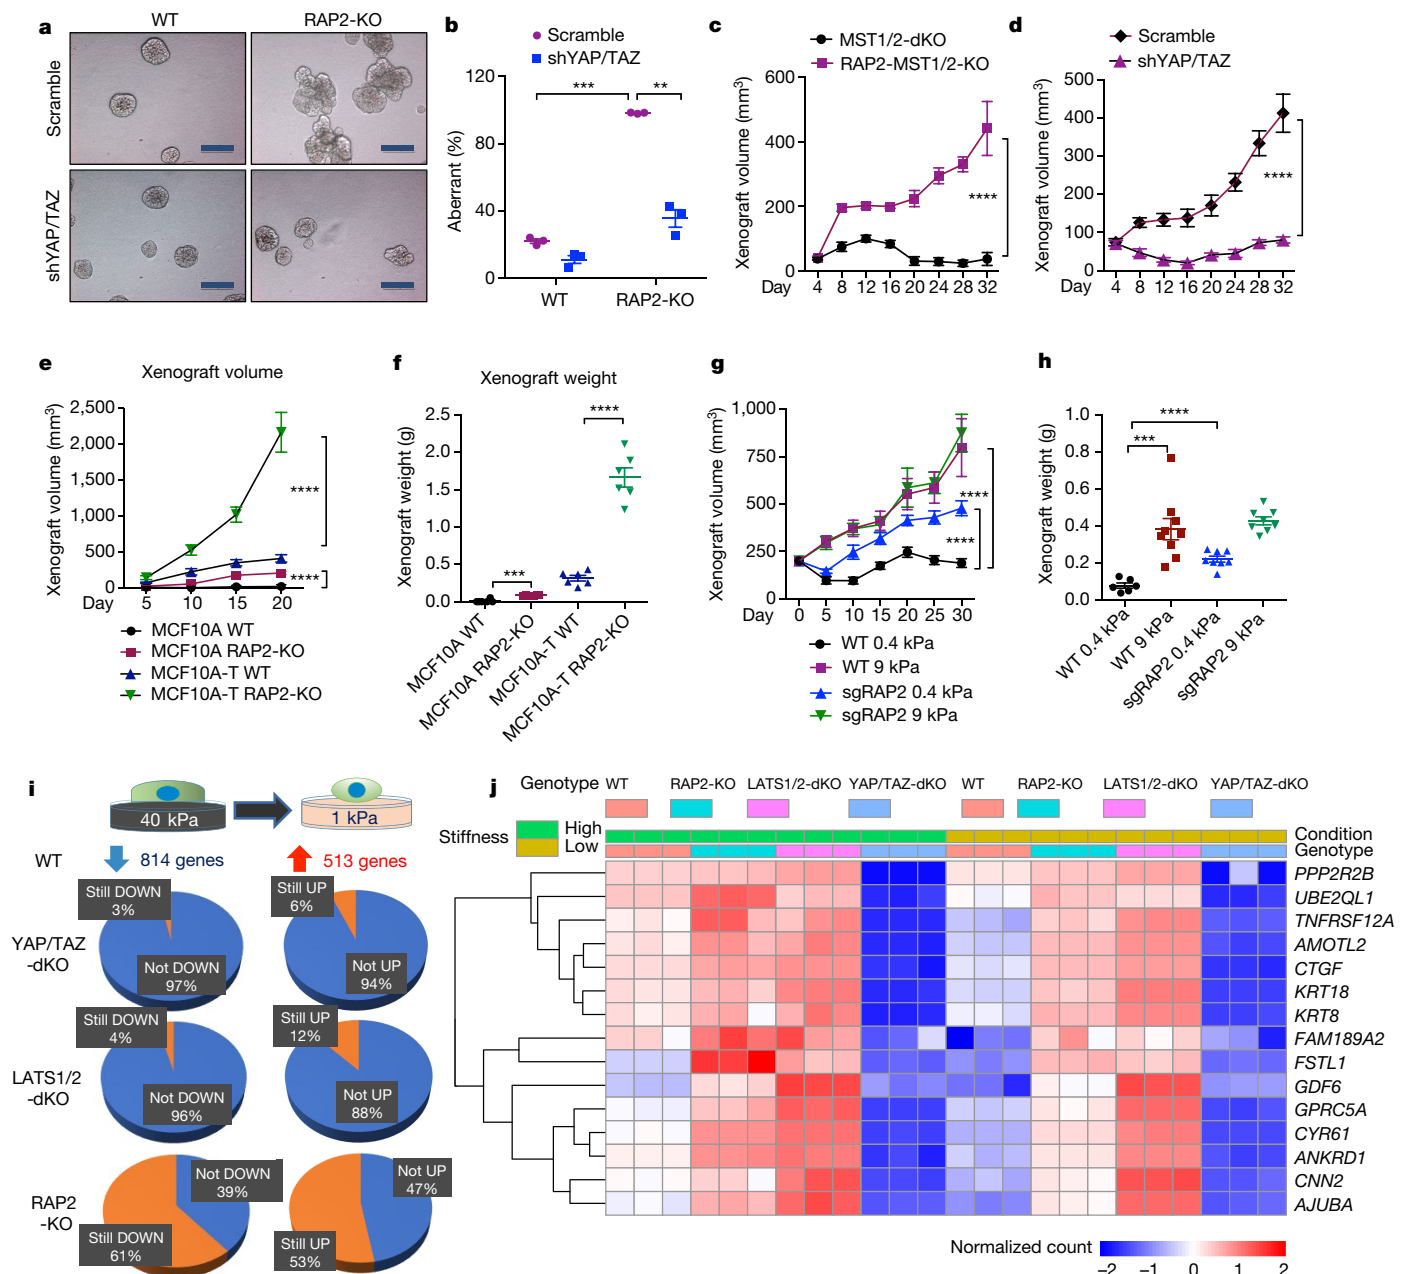 a
WT
RAP2-KO
Scramble
shYAP/TAZ
b
Scramble
shYAP/TAZ
Aberrant (%)
120
80
40
0
***
**
WT
RAP2-KO
c
MST1/2-dKO
RAP2-MST1/2-KO
Xenograft volume (mm³)
600
400
200
0
****
Day
4 8 12 16 20 24 28 32
d
Scramble
shYAP/TAZ
Xenograft volume (mm³)
500
400
300
200
100
0
****
Day
4 8 12 16 20 24 28 32
e
Xenograft volume
Xenograft volume (mm³)
2,500
2,000
1,500
1,000
500
0
****
****
Day
5 10 15 20
MCF10A WT
MCF10A RAP2-KO
MCF10A-T WT
MCF10A-T RAP2-KO
f
Xenograft weight
Xenograft weight (g)
2.5
2.0
1.5
1.0
0.5
0.0
***
****
MCF10A WT
MCF10A RAP2-KO
MCF10A-T WT
MCF10A-T RAP2-KO
g
Xenograft volume (mm³)
1,000
750
500
250
0
****
****
Day
0 5 10 15 20 25 30
WT 0.4 kPa
WT 9 kPa
sgRAP2 0.4 kPa
sgRAP2 9 kPa
h
Xenograft weight (g)
1.0
0.8
0.6
0.4
0.2
0.0
****
***
WT 0.4 kPa
WT 9 kPa
sgRAP2 0.4 kPa
sgRAP2 9 kPa
i
40 kPa
1 kPa
WT
814 genes
513 genes
YAP/TAZ
-dKO
Still DOWN
3%
Not DOWN
97%
Still UP
6%
Not UP
94%
LATS1/2
-dKO
Still DOWN
4%
Not DOWN
96%
Still UP
12%
Not UP
88%
RAP2
-KO
Not DOWN
39%
Still DOWN
61%
Not UP
47%
Still UP
53%
j
Genotype WT RAP2-KO LATS1/2-dKO YAP/TAZ-dKO WT RAP2-KO LATS1/2-dKO YAP/TAZ-dKO
Stiffness
High
Low
Condition
Genotype
PPP2R2B
UBE2QL1
TNFRSF12A
AMOTL2
CTGF
KRT18
KRT8
FAM189A2
FSTL1
GDF6
GPRC5A
CYR61
ANKRD1
CNN2
AJUBA
Normalized count
−2 −1 0 1 2